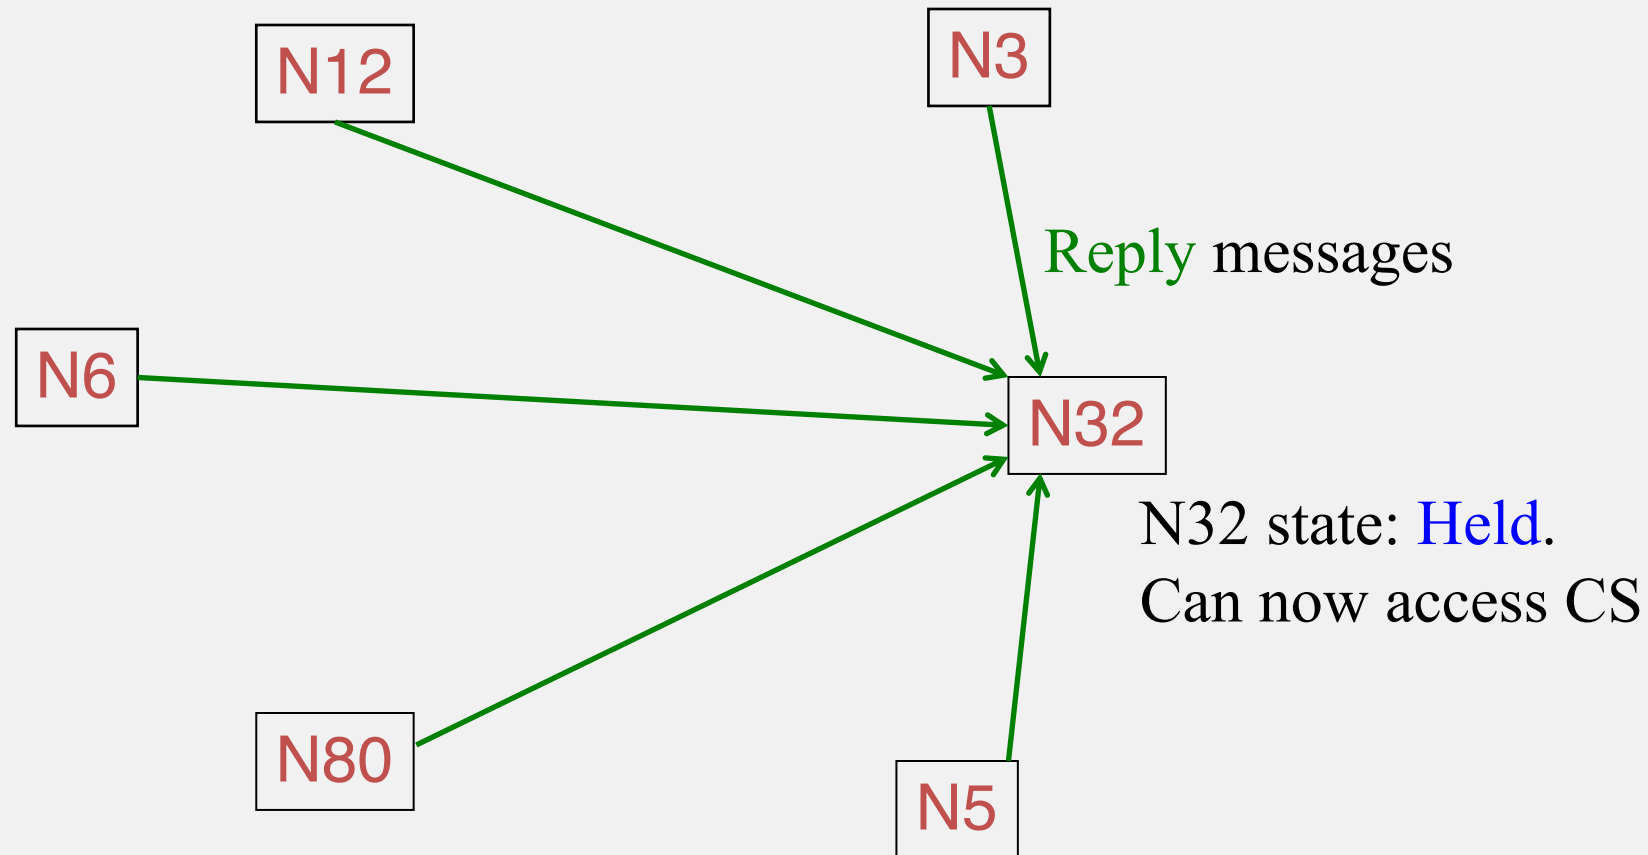 N12
N3
Reply messages
N6
N32
N32 state: Held.
Can now access CS
N80
N5